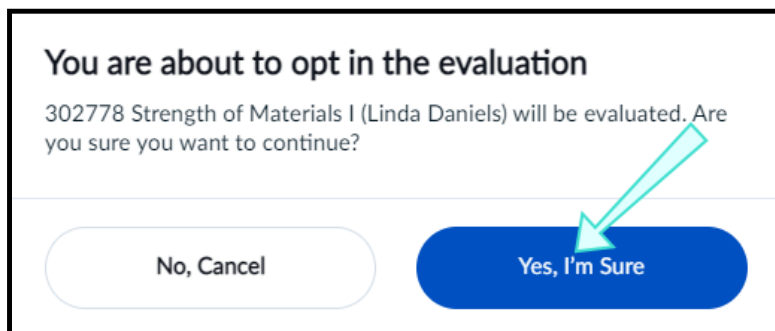 You are about to opt in the evaluation
302778 Strength of Materials I (Linda Daniels) will be evaluated. Are
you sure you want to continue?
No, Cancel
Yes, I'm Sure